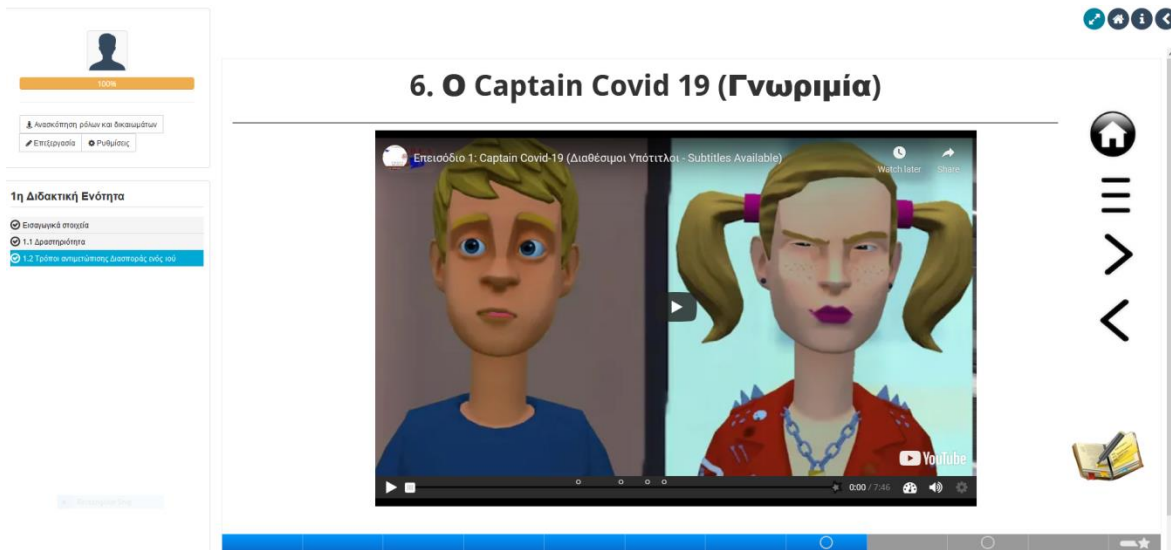 100%
Ανασκόπηση ρόλων και δικαιωμάτων
Επεξεργασία
Ρυθμίσεις
1η Διδακτική Ενότητα
Εισαγωγικά στοιχεία
1.1 Δραστηριότητα
1.2 Τρόποι αντιμετώπισης Διασποράς ενός ιού
6. Ο Captain Covid 19 (Γνωριμία)
Επεισόδιο 1: Captain Covid-19 (Διαθέσιμοι Υπότιτλοι - Subtitles Available)
Watch later
Share
YouTube
0:00 / 7:46